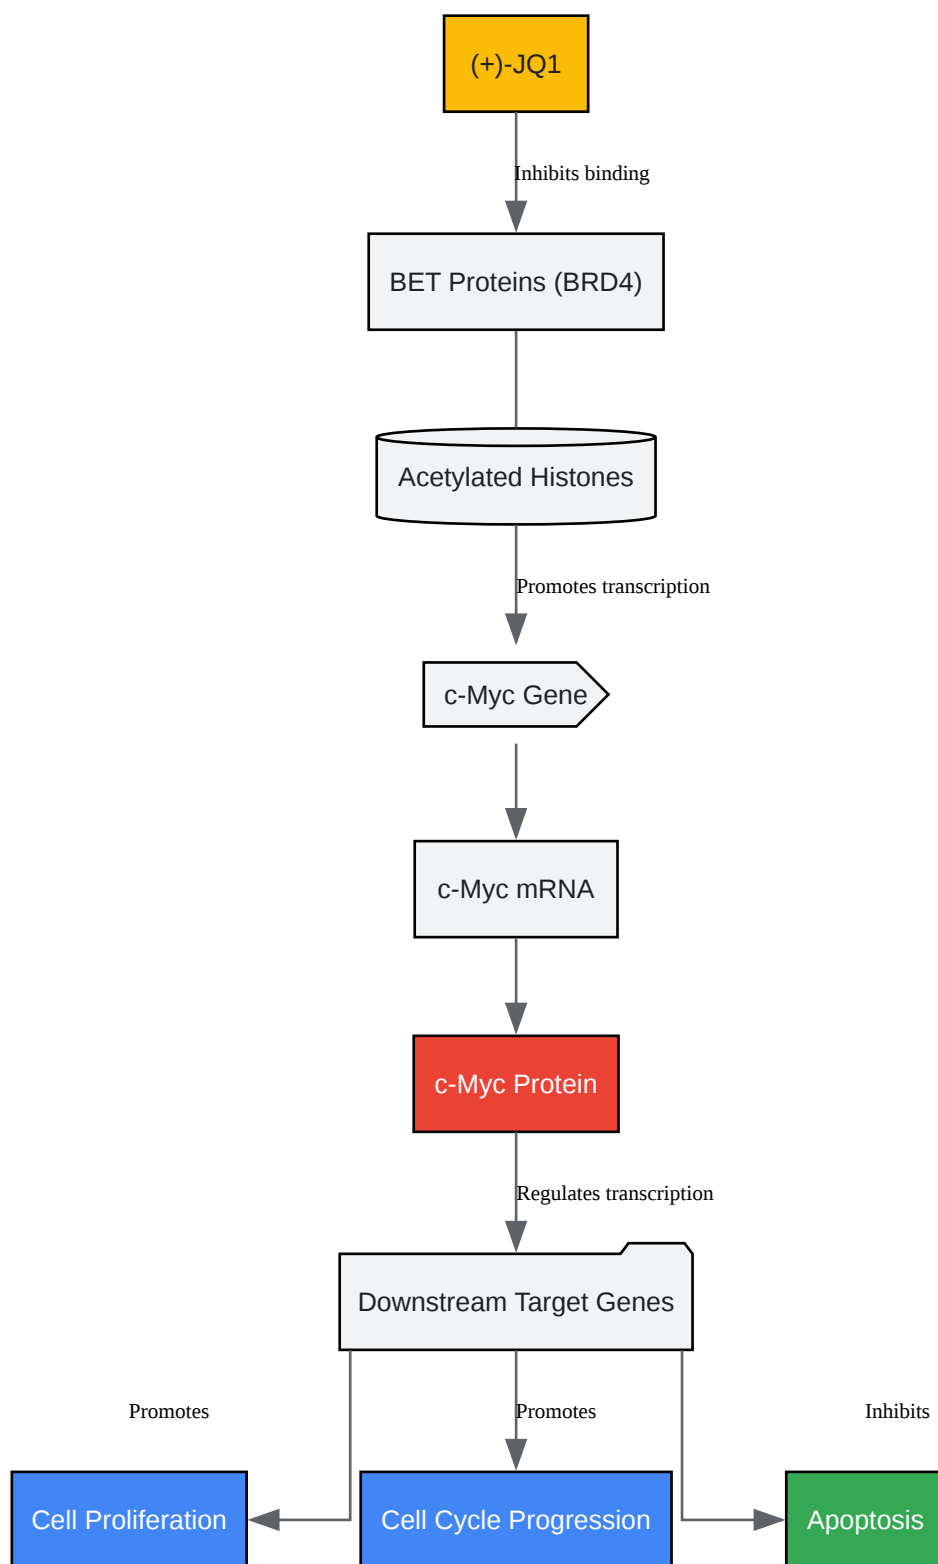 (+)-JQ1
Inhibits binding
BET Proteins (BRD4)
Acetylated Histones
Promotes transcription
c-Myc Gene
c-Myc mRNA
c-Myc Protein
Regulates transcription
Downstream Target Genes
Promotes
Promotes
Inhibits
Cell Proliferation
Cell Cycle Progression
Apoptosis